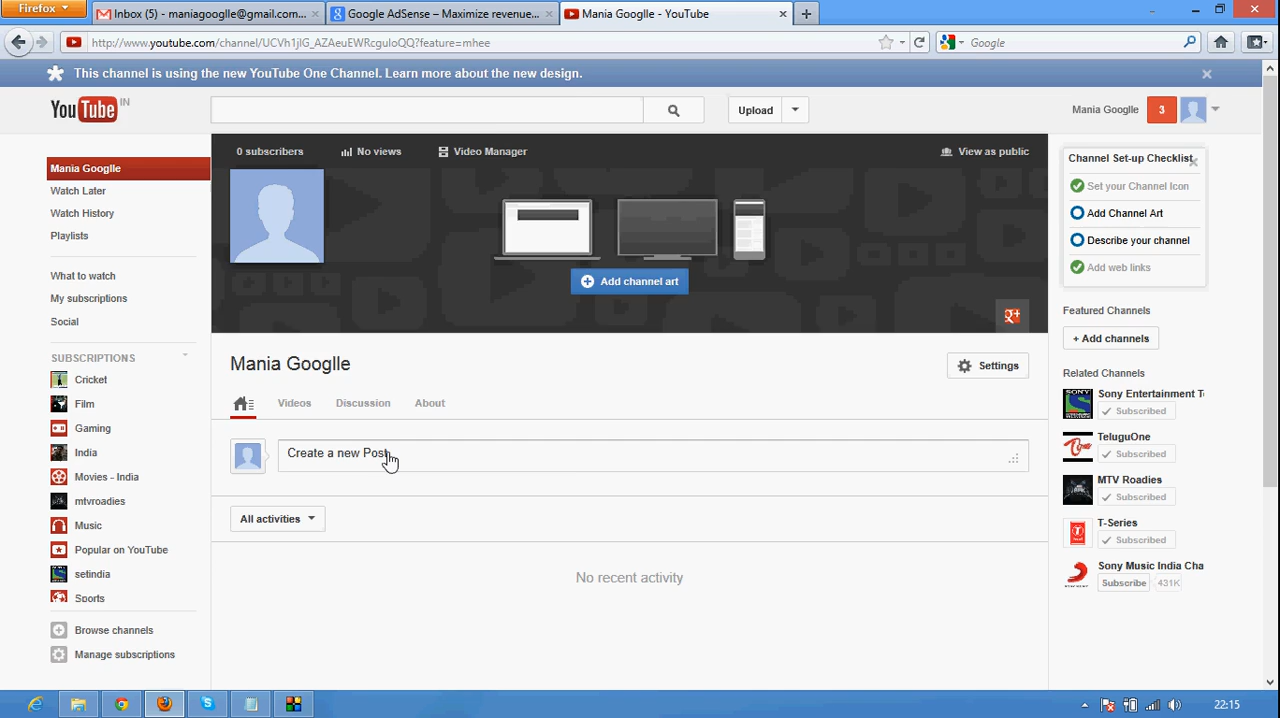 Firefox
Inbox (5) - maniagooglle@gmail.com...
Google AdSense – Maximize revenue...
Mania Googlle - YouTube
http://www.youtube.com/channel/UCVh1jIG_AZAeuEWRcguIoQQ?feature=mhee
Google
This channel is using the new YouTube One Channel. Learn more about the new design.
YouTube IN
Upload
Mania Googlle
3
0 subscribers
No views
Video Manager
View as public
Add channel art
Mania Googlle
Watch Later
Watch History
Playlists
What to watch
My subscriptions
Social
SUBSCRIPTIONS
Cricket
Film
Gaming
India
Movies - India
mtvroadies
Music
Popular on YouTube
setindia
Sports
Browse channels
Manage subscriptions
Mania Googlle
Settings
Videos
Discussion
About
Create a new Post
All activities
No recent activity
Channel Set-up Checklist
Set your Channel Icon
Add Channel Art
Describe your channel
Add web links
Featured Channels
+ Add channels
Related Channels
Sony Entertainment T
Subscribed
TeluguOne
Subscribed
MTV Roadies
Subscribed
T-Series
Subscribed
Sony Music India Cha
Subscribe 431K
22:15